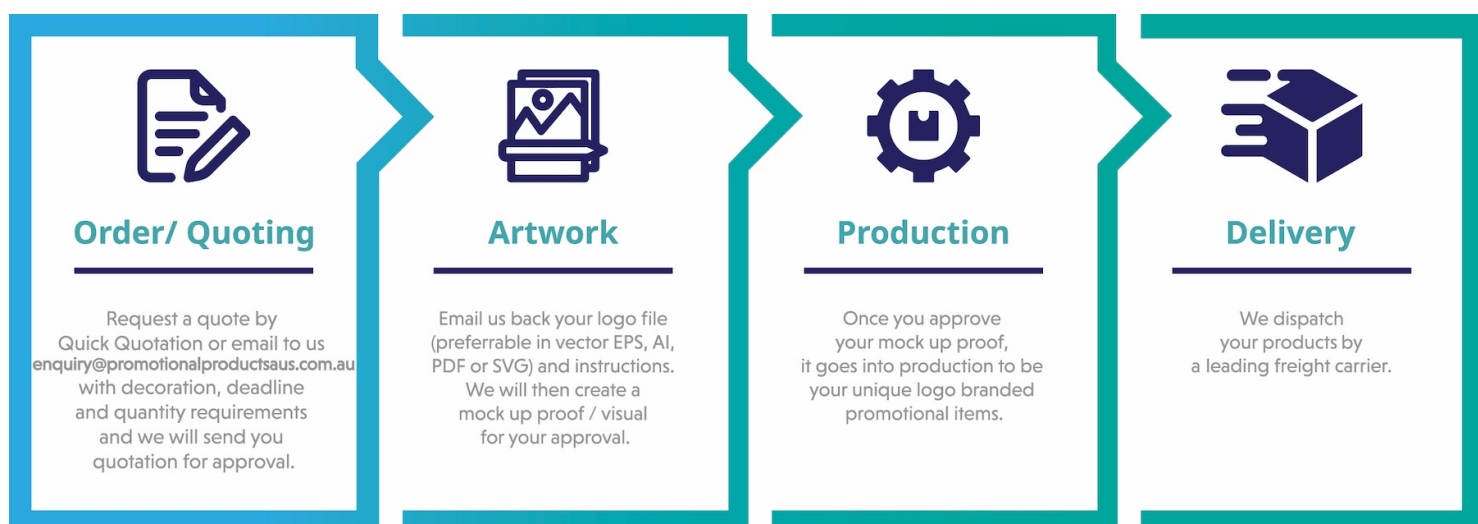 Order/ Quoting
Request a quote by
Quick Quotation or email to us
enquiry@promotionalproductsaus.com.au
with decoration, deadline
and quantity requirements
and we will send you
quotation for approval.
Artwork
Email us back your logo file
(preferrable in vector EPS, AI,
PDF or SVG) and instructions.
We will then create a
mock up proof / visual
for your approval.
Production
Once you approve
your mock up proof,
it goes into production to be
your unique logo branded
promotional items.
Delivery
We dispatch
your products by
a leading freight carrier.